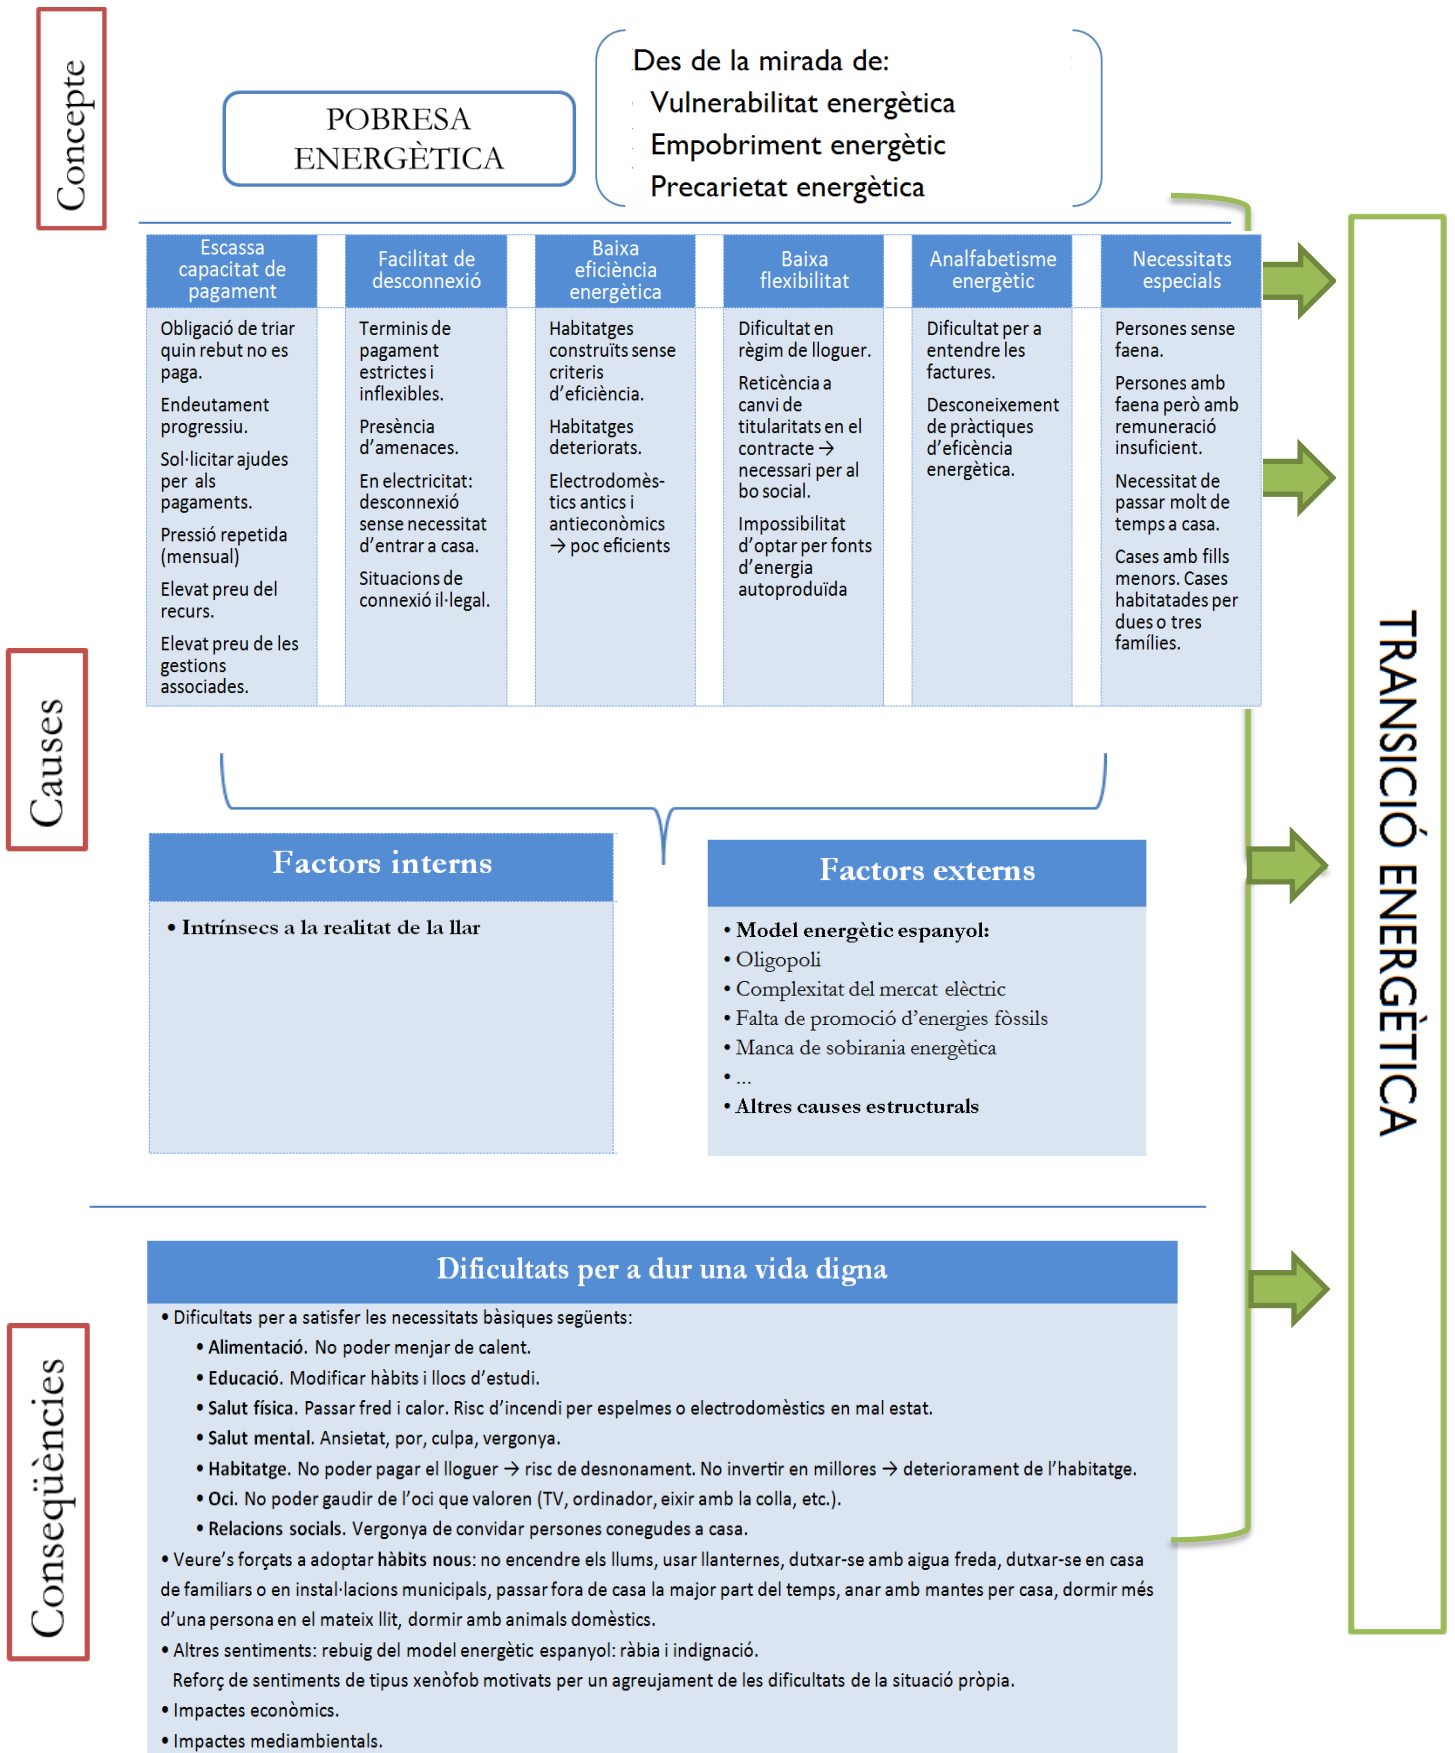 Concepte
POBRESA
ENERGÈTICA
Des de la mirada de:
Vulnerabilitat energètica
Empobriment energètic
Precarietat energètica
Causes
Escassa
capacitat de
pagament
Obligació de triar
quin rebut no es
paga.
Endeutament
progressiu.
Sol·licitar ajudes
per als
pagaments.
Pressió repetida
(mensual)
Elevat preu del
recurs.
Elevat preu de les
gestions
associades.
Facilitat de
desconnexió
Terminis de
pagament
estrictes i
inflexibles.
Presència
d’amenaces.
En electricitat:
desconnexió
sense necessitat
d’entrar a casa.
Situacions de
connexió il·legal.
Baixa
eficiència
energètica
Habitatges
construïts sense
criteris
d’eficiència.
Habitatges
deteriorats.
Electrodomès-
tics antics i
antieconòmics
→ poc eficients
Baixa
flexibilitat
Dificultat en
règim de lloguer.
Reticència a
canvi de
titularitats en el
contracte →
necessari per al
bo social.
Impossibilitat
d’optar per fonts
d’energia
autoproduïda
Analfabetisme
energètic
Dificultat per a
entendre les
factures.
Desconeixement
de pràctiques
d’eficència
energètica.
Necessitats
especials
Persones sense
faena.
Persones amb
faena però amb
remuneració
insuficient.
Necessitat de
passar molt de
temps a casa.
Cases amb fills
menors. Cases
habitatades per
dues o tres
famílies.
Factors interns
• Intrínsecs a la realitat de la llar
Factors externs
• Model energètic espanyol:
• Oligopoli
• Complexitat del mercat elèctric
• Falta de promoció d’energies fòssils
• Manca de sobirania energètica
• ...
• Altres causes estructurals
Conseqüències
Dificultats per a dur una vida digna
• Dificultats per a satisfer les necessitats bàsiques següents:
• Alimentació. No poder menjar de calent.
• Educació. Modificar hàbits i llocs d’estudi.
• Salut física. Passar fred i calor. Risc d’incendi per espelmes o electrodomèstics en mal estat.
• Salut mental. Ansietat, por, culpa, vergonya.
• Habitatge. No poder pagar el lloguer → risc de desnonament. No invertir en millores → deteriorament de l’habitatge.
• Oci. No poder gaudir de l’oci que valoren (TV, ordinador, eixir amb la colla, etc.).
• Relacions socials. Vergonya de convidar persones conegudes a casa.
• Veure’s forçats a adoptar hàbits nous: no encendre els llums, usar llanternes, dutxar-se amb aigua freda, dutxar-se en casa
de familiars o en instal·lacions municipals, passar fora de casa la major part del temps, anar amb mantes per casa, dormir més
d’una persona en el mateix llit, dormir amb animals domèstics.
• Altres sentiments: rebuig del model energètic espanyol: ràbia i indignació.
Reforç de sentiments de tipus xenòfob motivats per un agreujament de les dificultats de la situació pròpia.
• Impactes econòmics.
• Impactes mediambientals.
TRANSICIÓ ENERGÈTICA